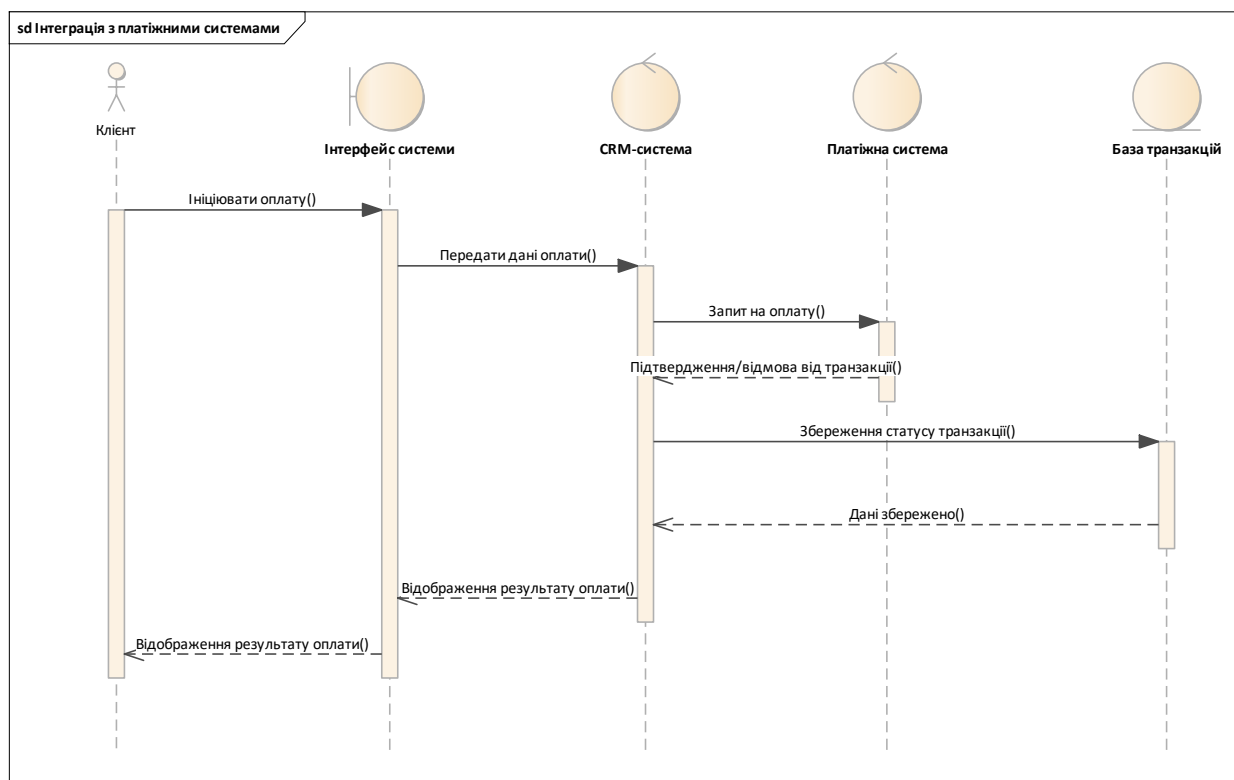 sd Інтеграція з платіжними системами
Клієнт
Інтерфейс системи
CRM-система
Платіжна система
База транзакцій
Ініціювати оплату()
Передати дані оплати()
Запит на оплату()
Підтвердження/відмова від транзакції()
Збереження статусу транзакції()
Дані збережено()
Відображення результату оплати()
Відображення результату оплати()